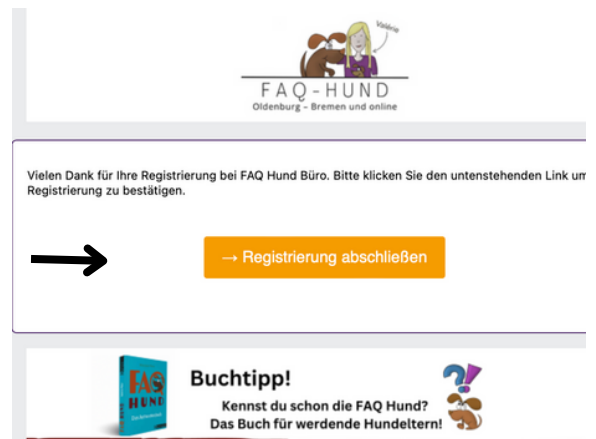 Valérie
FAQ-HUND
Oldenburg – Bremen und online
Vielen Dank für Ihre Registrierung bei FAQ Hund Büro. Bitte klicken Sie den untenstehenden Link um
Registrierung zu bestätigen.
→ Registrierung abschließen
FAQ
HUND
Buchtipp!
Kennst du schon die FAQ Hund?
Das Buch für werdende Hundeltern!
?!